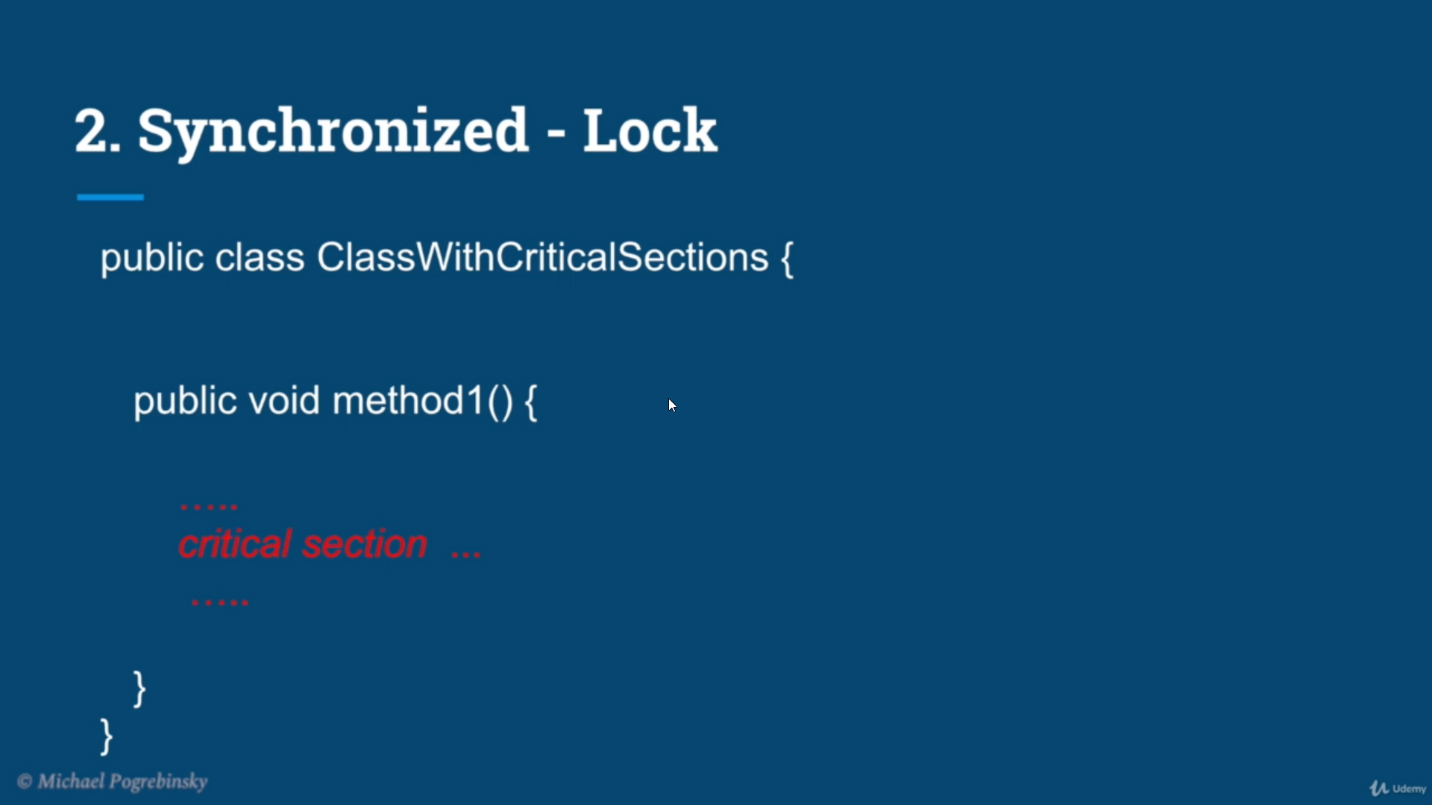 2. Synchronized - Lock
public class ClassWithCriticalSections {
public void method1() {
…..
critical section ...
…..
}
}
© Michael Pogrebinsky
Udemy